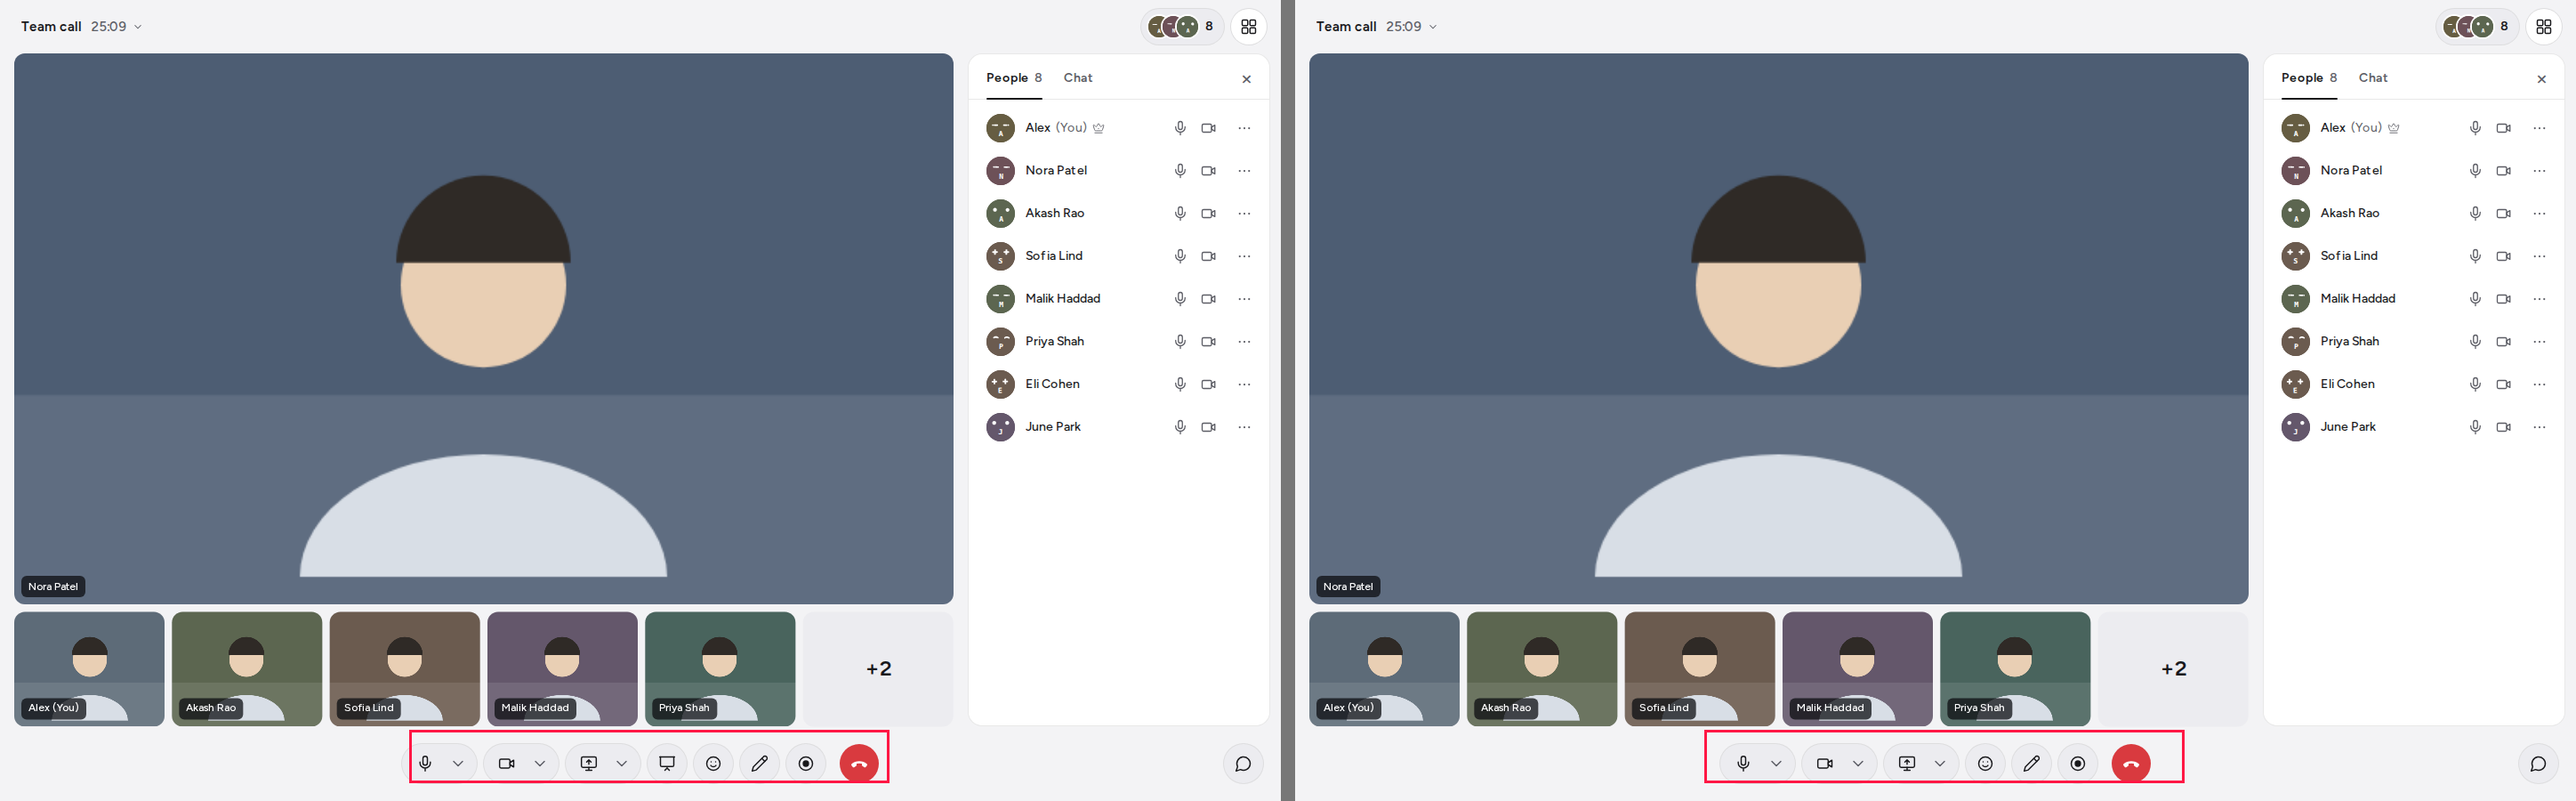 Team call 25:09
8
People 8 Chat
A Alex (You)
N Nora Patel
A Akash Rao
S Sofia Lind
M Malik Haddad
P Priya Shah
E Eli Cohen
J June Park
Nora Patel
Alex (You) Akash Rao Sofia Lind Malik Haddad Priya Shah +2
Team call 25:09
8
People 8 Chat
A Alex (You)
N Nora Patel
A Akash Rao
S Sofia Lind
M Malik Haddad
P Priya Shah
E Eli Cohen
J June Park
Nora Patel
Alex (You) Akash Rao Sofia Lind Malik Haddad Priya Shah +2